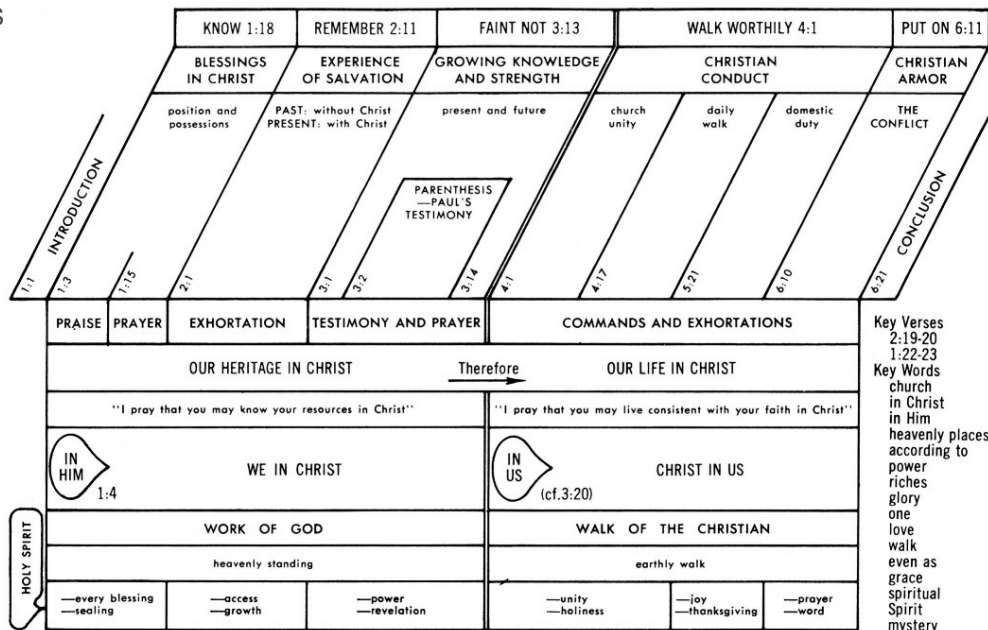 S
KNOW 1:18 REMEMBER 2:11 FAINT NOT 3:13 WALK WORTHILY 4:1 PUT ON 6:11
BLESSINGS
IN CHRIST
EXPERIENCE
OF SALVATION
GROWING KNOWLEDGE
AND STRENGTH
CHRISTIAN
CONDUCT
CHRISTIAN
ARMOR
position and
possessions
PAST: without Christ
PRESENT: with Christ
present and future
church
unity
daily
walk
domestic
duty
THE
CONFLICT
PARENTHESIS
—PAUL'S
TESTIMONY
INTRODUCTION
CONCLUSION
1:1 1:3 1:15 2:1 3:1 3:2 3:14 4:1 4:17 5:21 6:10 6:21
PRAISE PRAYER EXHORTATION TESTIMONY AND PRAYER COMMANDS AND EXHORTATIONS
OUR HERITAGE IN CHRIST Therefore OUR LIFE IN CHRIST
"I pray that you may know your resources in Christ" "I pray that you may live consistent with your faith in Christ"
IN
HIM
1:4
WE IN CHRIST
IN
US
(cf.3:20)
CHRIST IN US
WORK OF GOD WALK OF THE CHRISTIAN
heavenly standing earthly walk
HOLY SPIRIT
—every blessing
—sealing
—access
—growth
—power
—revelation
—unity
—holiness
—joy
—thanksgiving
—prayer
—word
Key Verses
2:19-20
1:22-23
Key Words
church
in Christ
in Him
heavenly places
according to
power
riches
glory
one
love
walk
even as
grace
spiritual
Spirit
mystery